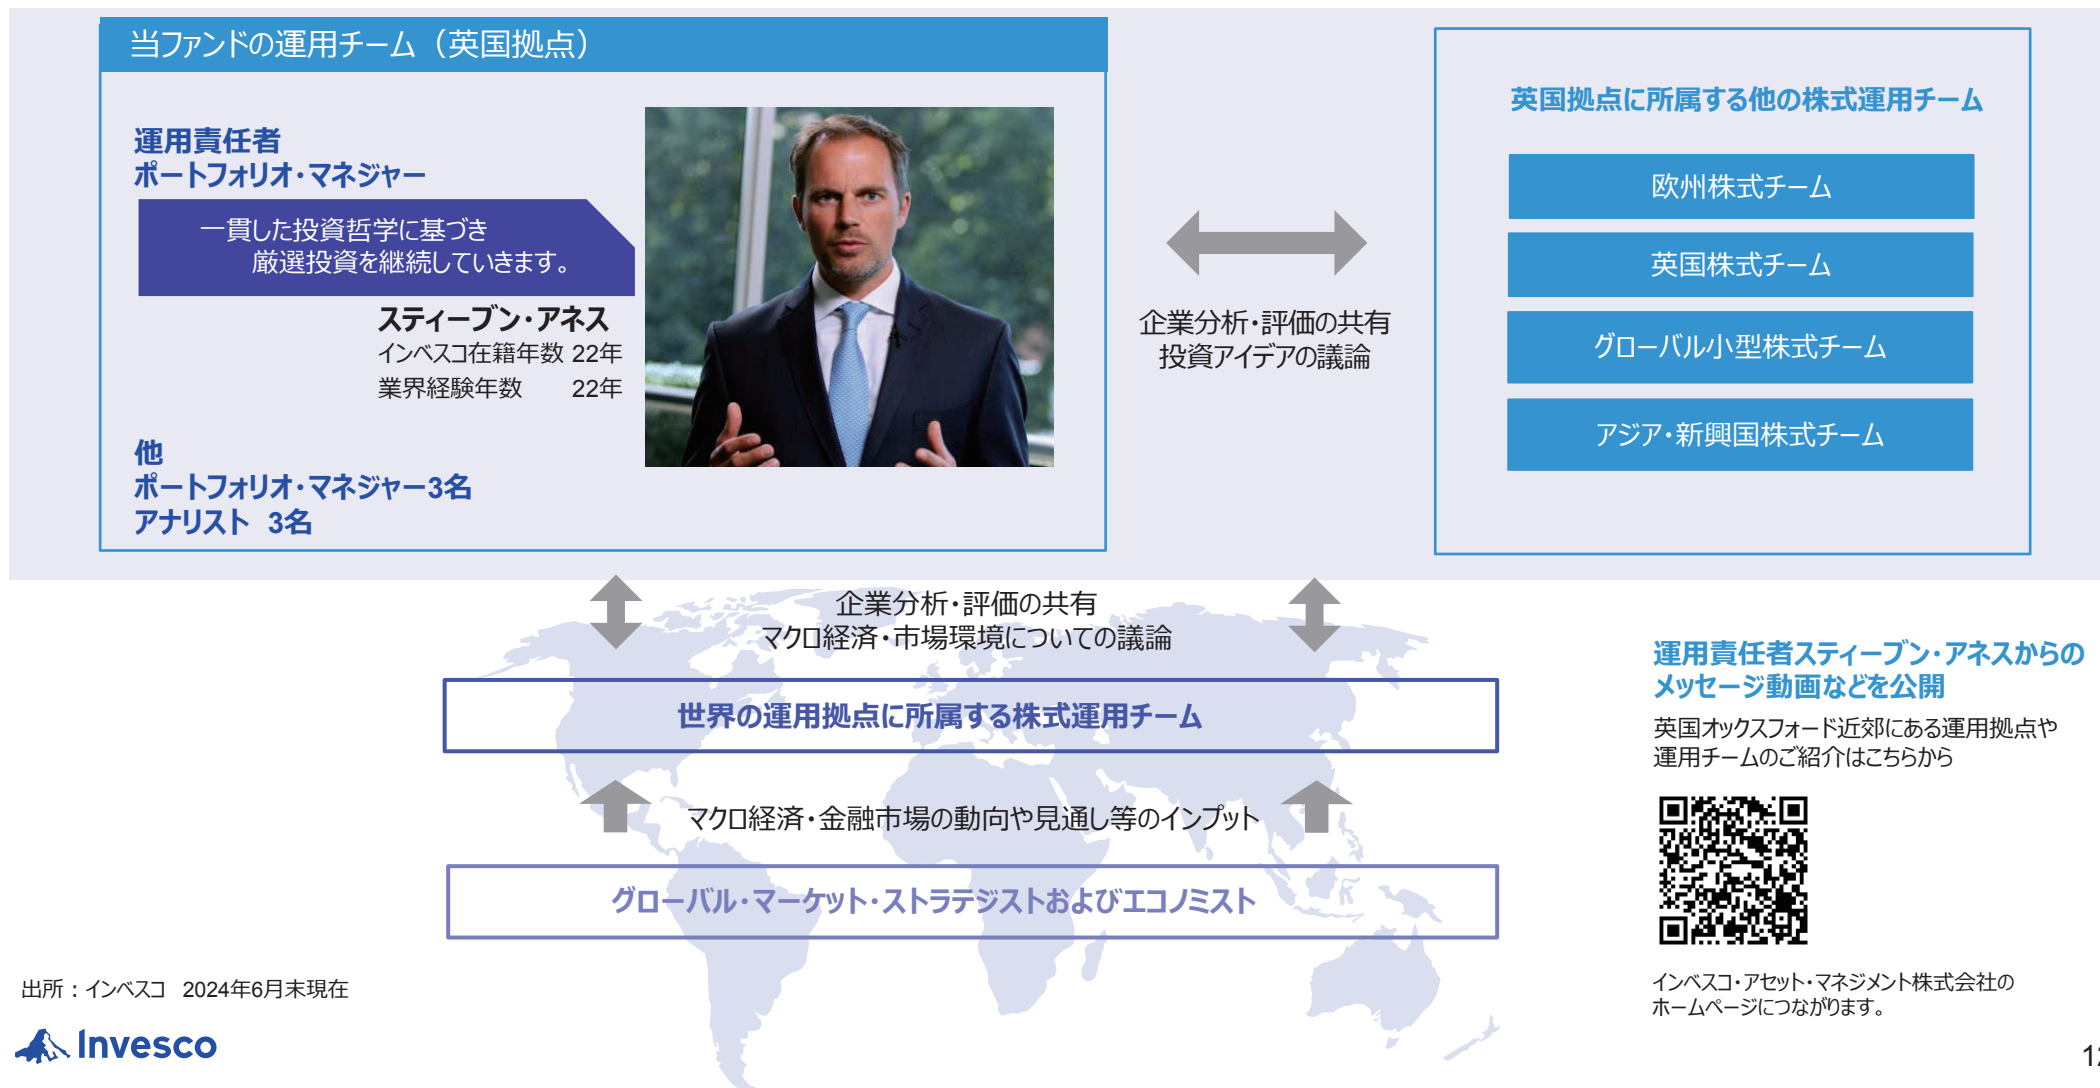 当ファンドの運用チーム（英国拠点）
運用責任者
ポートフォリオ・マネジャー
一貫した投資哲学に基づき
厳選投資を継続していきます。
スティーブン・アネス
インベスコ在籍年数 22年
業界経験年数 22年
他
ポートフォリオ・マネジャー3名
アナリスト 3名
企業分析・評価の共有
投資アイデアの議論
英国拠点に所属する他の株式運用チーム
欧州株式チーム
英国株式チーム
グローバル小型株式チーム
アジア・新興国株式チーム
企業分析・評価の共有
マクロ経済・市場環境についての議論
世界の運用拠点に所属する株式運用チーム
マクロ経済・金融市場の動向や見通し等のインプット
グローバル・マーケット・ストラテジストおよびエコノミスト
運用責任者スティーブン・アネスからの
メッセージ動画などを公開
英国オックスフォード近郊にある運用拠点や
運用チームのご紹介はこちらから
インベスコ・アセット・マネジメント株式会社の
ホームページにつながります。
出所：インベスコ 2024年6月末現在
Invesco